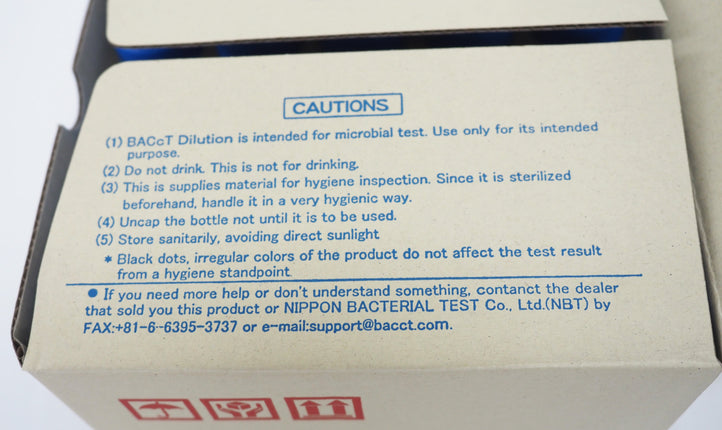 CAUTIONS
(1) BACcT Dilution is intended for microbial test. Use only for its intended
purpose.
(2) Do not drink. This is not for drinking.
(3) This is supplies material for hygiene inspection. Since it is sterilized
beforehand, handle it in a very hygienic way.
(4) Uncap the bottle not until it is to be used.
(5) Store sanitarily, avoiding direct sunlight
* Black dots, irregular colors of the product do not affect the test result
from a hygiene standpoint.
● If you need more help or don't understand something, contanct the dealer
that sold you this product or NIPPON BACTERIAL TEST Co., Ltd.(NBT) by
FAX:+81-6-6395-3737 or e-mail:support@bacct.com.